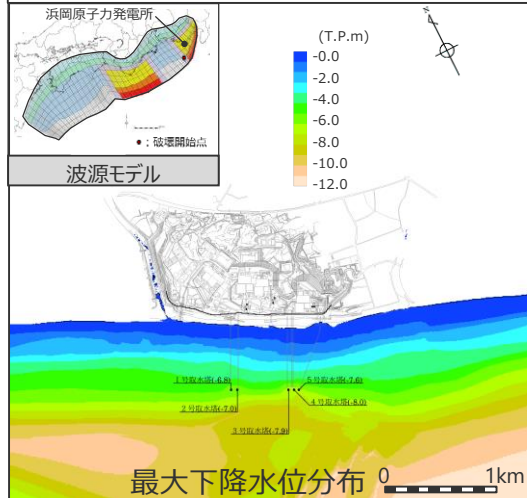 浜岡原子力発電所
●：破壊開始点
波源モデル
(T.P.m)
-0.0
-2.0
-4.0
-6.0
-8.0
-10.0
-12.0
1号取水塔(-6.8)
5号取水塔(-7.6)
2号取水塔(-7.0)
4号取水塔(-8.0)
3号取水塔(-7.9)
最大下降水位分布
0 1km